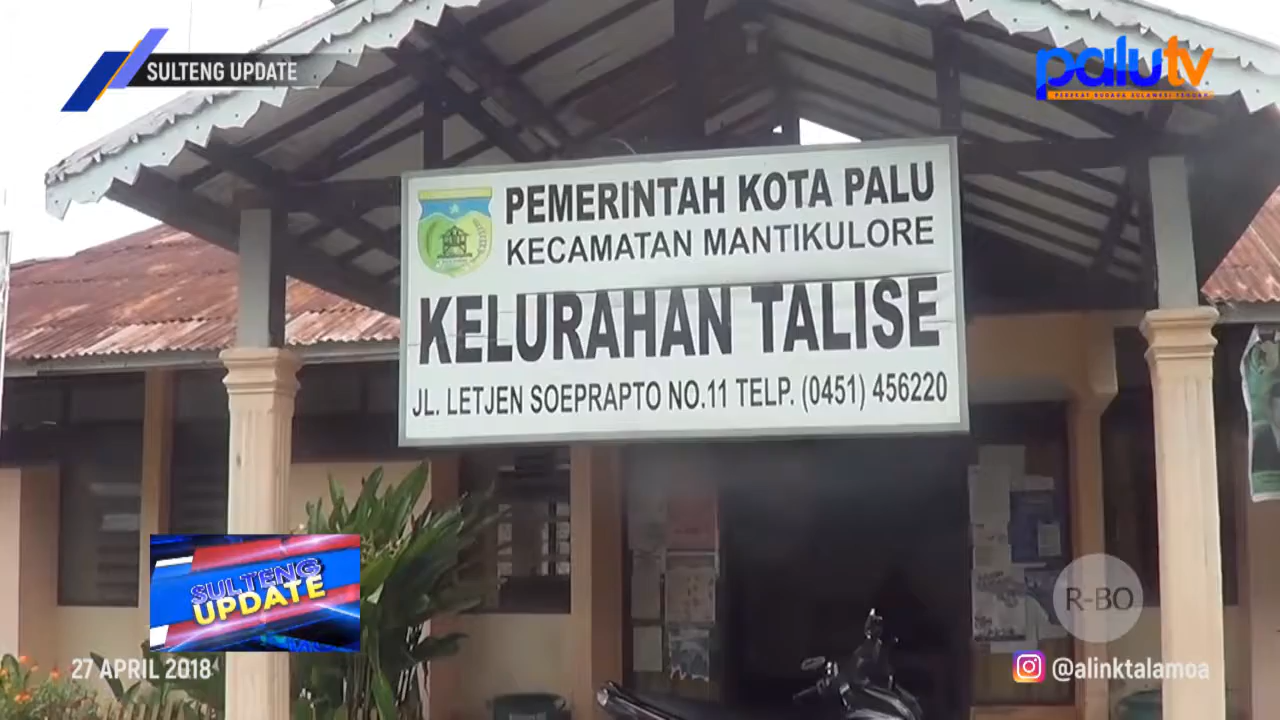 SULTENG UPDATE
palutv
PEMERINTAH KOTA PALU
KECAMATAN MANTIKULORE
KELURAHAN TALISE
JL. LETJEN SOEPRAPTO NO.11 TELP. (0451) 456220
SULTENG
UPDATE
R-BO
27 APRIL 2018
@alinktalamoa